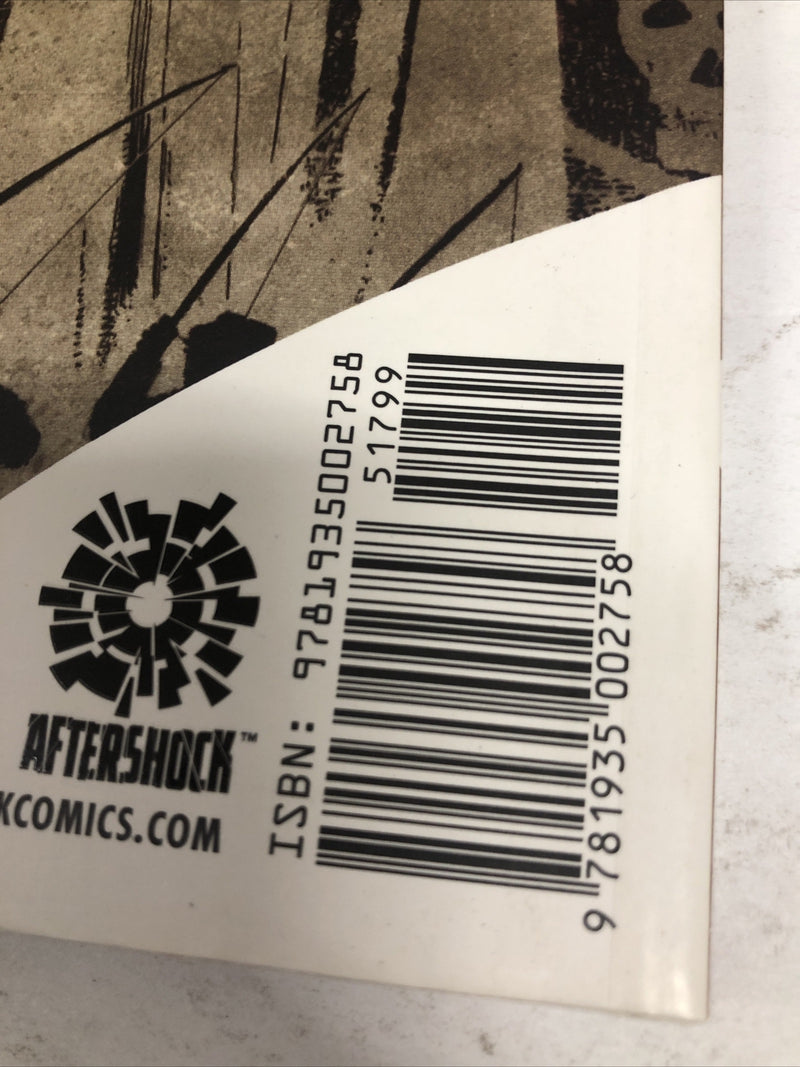 AFTERSHOCK™
KCOMICS.COM
ISBN: 9781935002758
51799
9 781935 002758